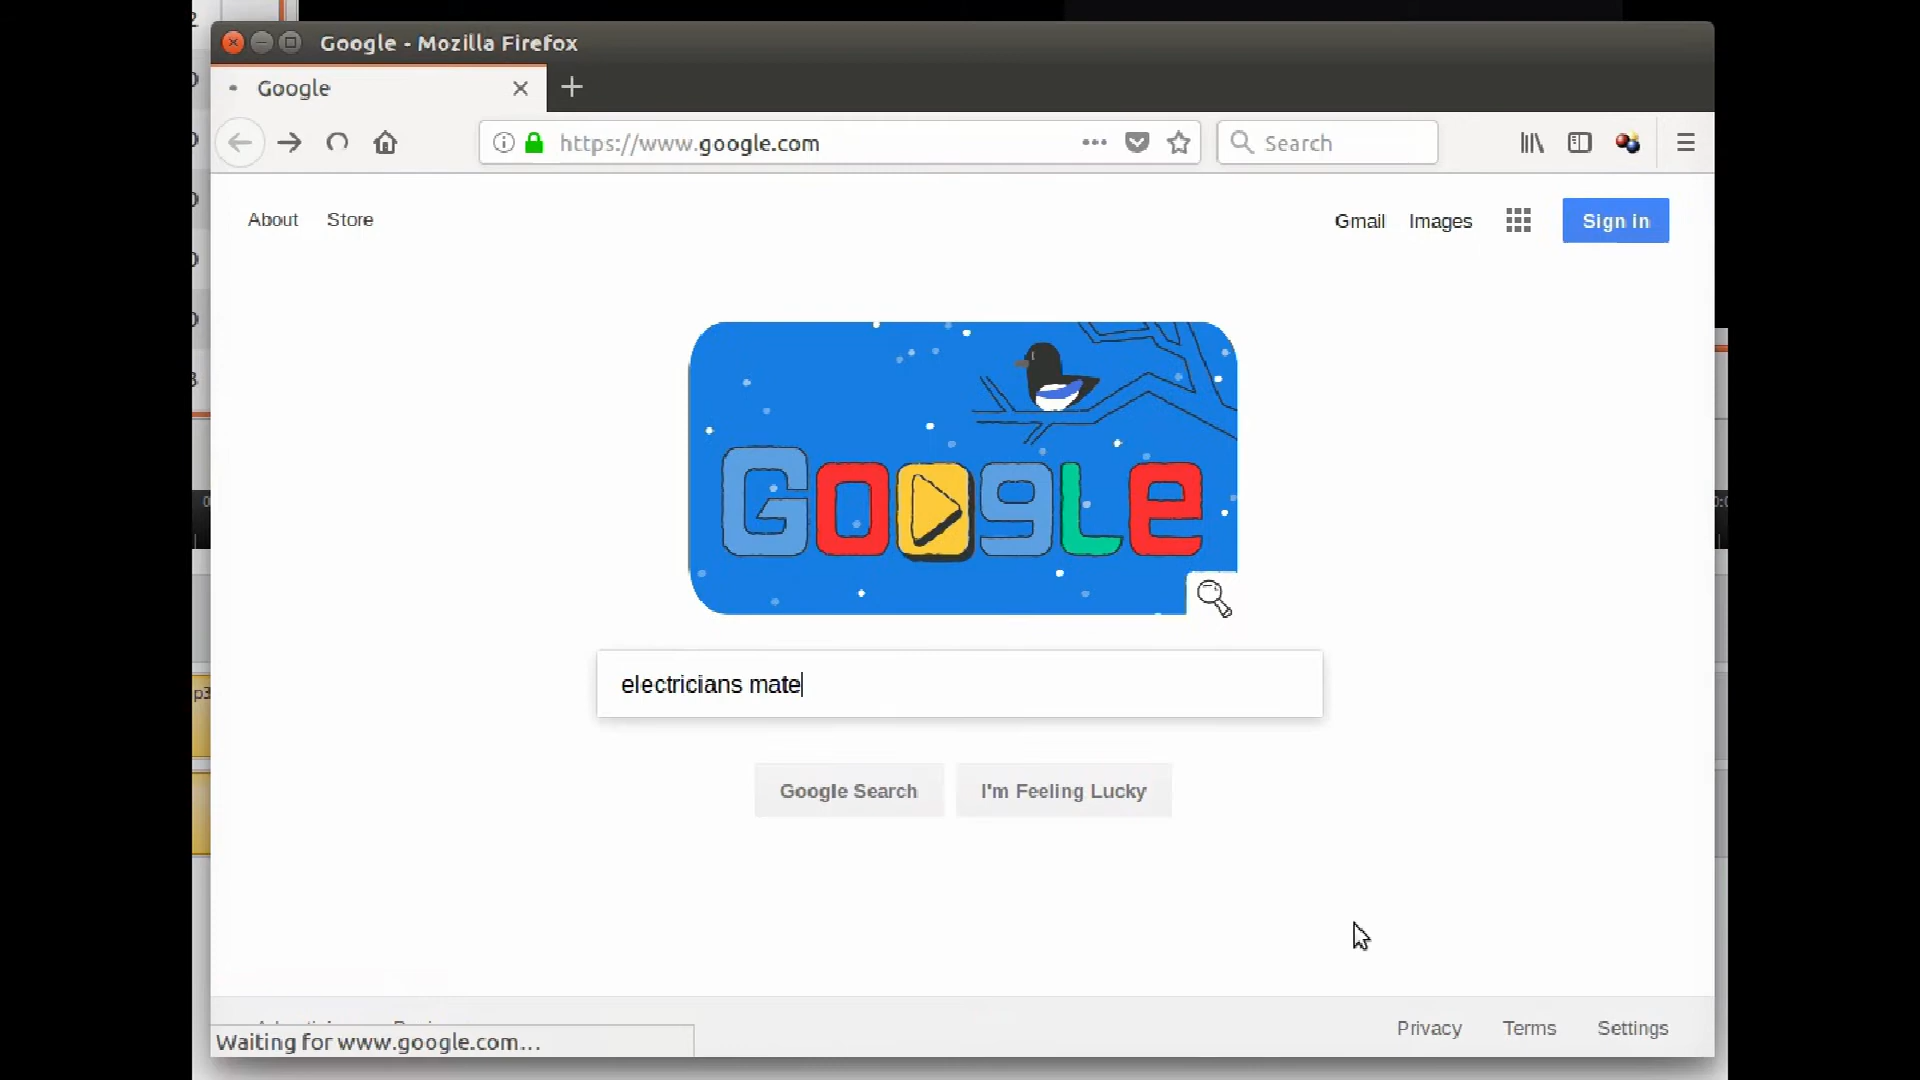 Google - Mozilla Firefox
Google
https://www.google.com
Search
About Store
Gmail Images Sign in
Google
electricians mate
Google Search I'm Feeling Lucky
Privacy Terms Settings
Waiting for www.google.com...